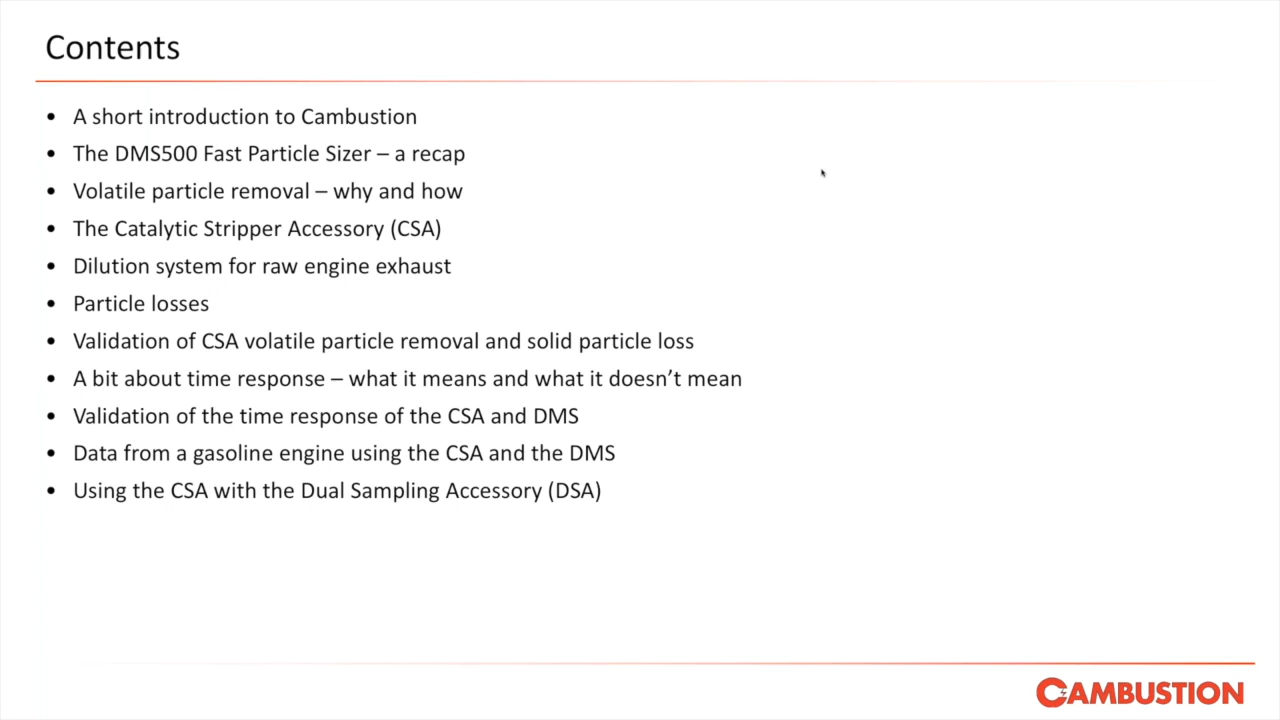 Contents
• A short introduction to Cambustion
• The DMS500 Fast Particle Sizer – a recap
• Volatile particle removal – why and how
• The Catalytic Stripper Accessory (CSA)
• Dilution system for raw engine exhaust
• Particle losses
• Validation of CSA volatile particle removal and solid particle loss
• A bit about time response – what it means and what it doesn’t mean
• Validation of the time response of the CSA and DMS
• Data from a gasoline engine using the CSA and the DMS
• Using the CSA with the Dual Sampling Accessory (DSA)
CAMBUSTION